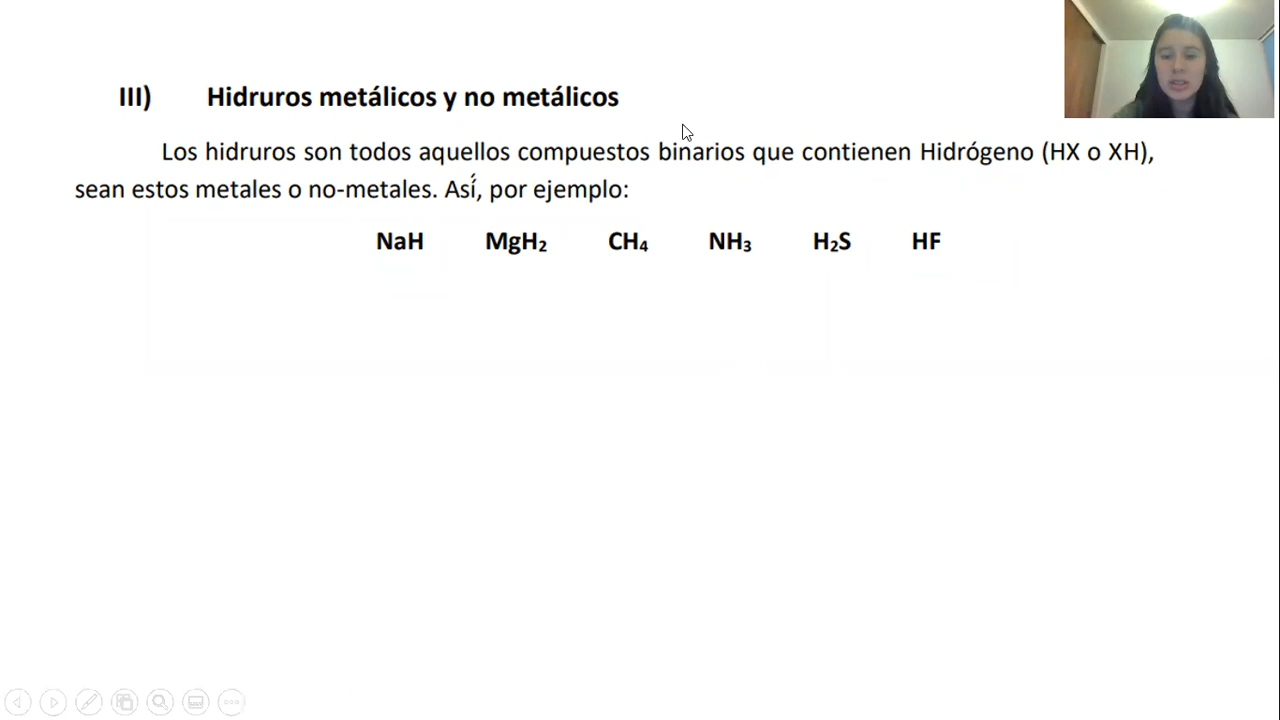 III) Hidruros metálicos y no metálicos
Los hidruros son todos aquellos compuestos binarios que contienen Hidrógeno (HX o XH),
sean estos metales o no-metales. Así, por ejemplo:
NaH MgH₂ CH₄ NH₃ H₂S HF